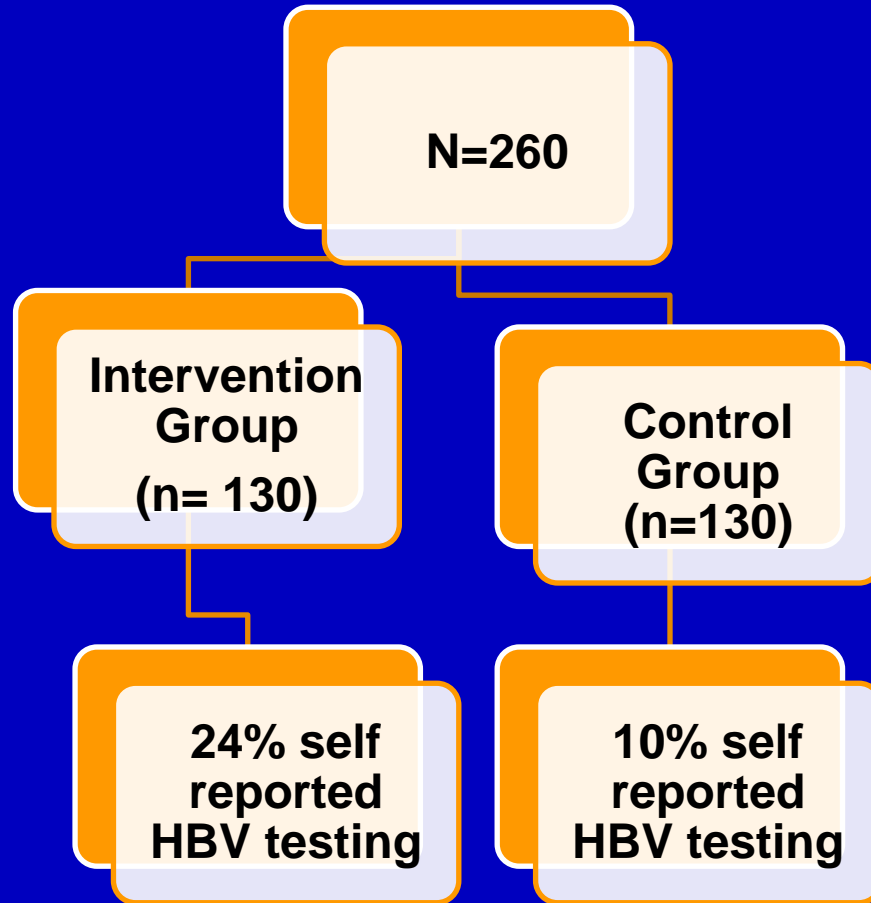 N=260
Intervention
Group
(n= 130)
Control
Group
(n=130)
24% self
reported
HBV testing
10% self
reported
HBV testing